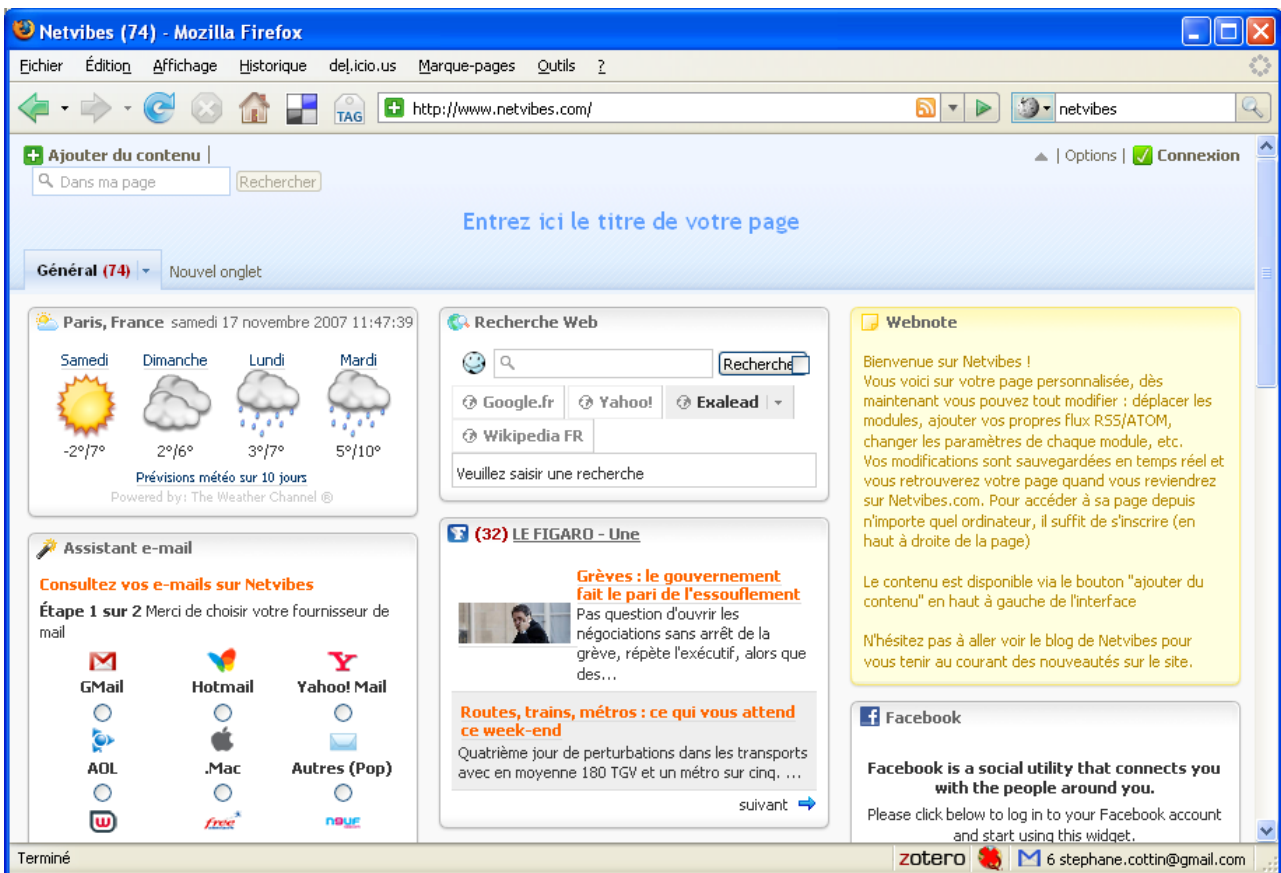 Netvibes (74) - Mozilla Firefox
Fichier Édition Affichage Historique del.icio.us Marque-pages Outils ?
TAG http://www.netvibes.com/ netvibes
Ajouter du contenu | | Options | Connexion
Dans ma page Rechercher
Entrez ici le titre de votre page
Général (74) Nouvel onglet
Paris, France samedi 17 novembre 2007 11:47:39
Samedi Dimanche Lundi Mardi
-2°/7° 2°/6° 3°/7° 5°/10°
Prévisions météo sur 10 jours
Powered by: The Weather Channel ®
Assistant e-mail
Consultez vos e-mails sur Netvibes
Étape 1 sur 2 Merci de choisir votre fournisseur de
mail
GMail Hotmail Yahoo! Mail
AOL .Mac Autres (Pop)
free neuf
Recherche Web
Recherche
Google.fr Yahoo! Exalead
Wikipedia FR
Veuillez saisir une recherche
(32) LE FIGARO - Une
Grèves : le gouvernement
fait le pari de l'essouflement
Pas question d'ouvrir les
négociations sans arrêt de la
grève, répète l'exécutif, alors que
des...
Routes, trains, métros : ce qui vous attend
ce week-end
Quatrième jour de perturbations dans les transports
avec en moyenne 180 TGV et un métro sur cinq. ...
suivant
Webnote
Bienvenue sur Netvibes !
Vous voici sur votre page personnalisée, dès
maintenant vous pouvez tout modifier : déplacer les
modules, ajouter vos propres flux RSS/ATOM,
changer les paramètres de chaque module, etc.
Vos modifications sont sauvegardées en temps réel et
vous retrouverez votre page quand vous reviendrez
sur Netvibes.com. Pour accéder à sa page depuis
n'importe quel ordinateur, il suffit de s'inscrire (en
haut à droite de la page)
Le contenu est disponible via le bouton "ajouter du
contenu" en haut à gauche de l'interface
N'hésitez pas à aller voir le blog de Netvibes pour
vous tenir au courant des nouveautés sur le site.
Facebook
Facebook is a social utility that connects you
with the people around you.
Please click below to log in to your Facebook account
and start using this widget.
Terminé zotero 6 stephane.cottin@gmail.com